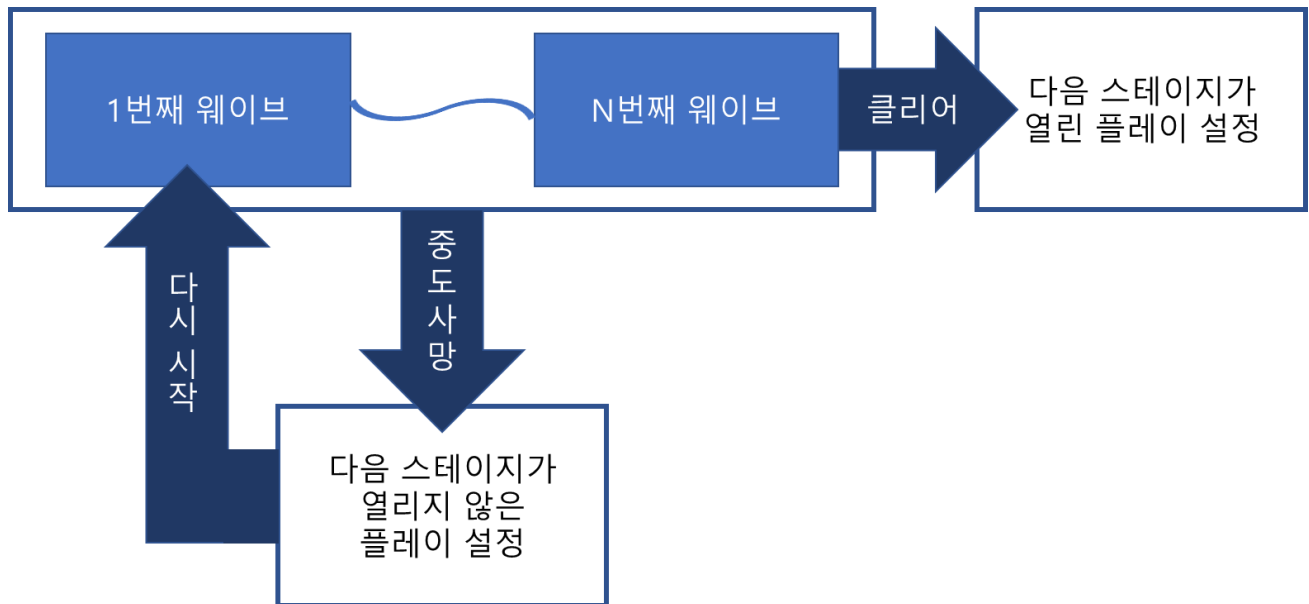 1번째 웨이브
N번째 웨이브
클리어
다음 스테이지가
열린 플레이 설정
중도사망
다시 시작
다음 스테이지가
열리지 않은
플레이 설정